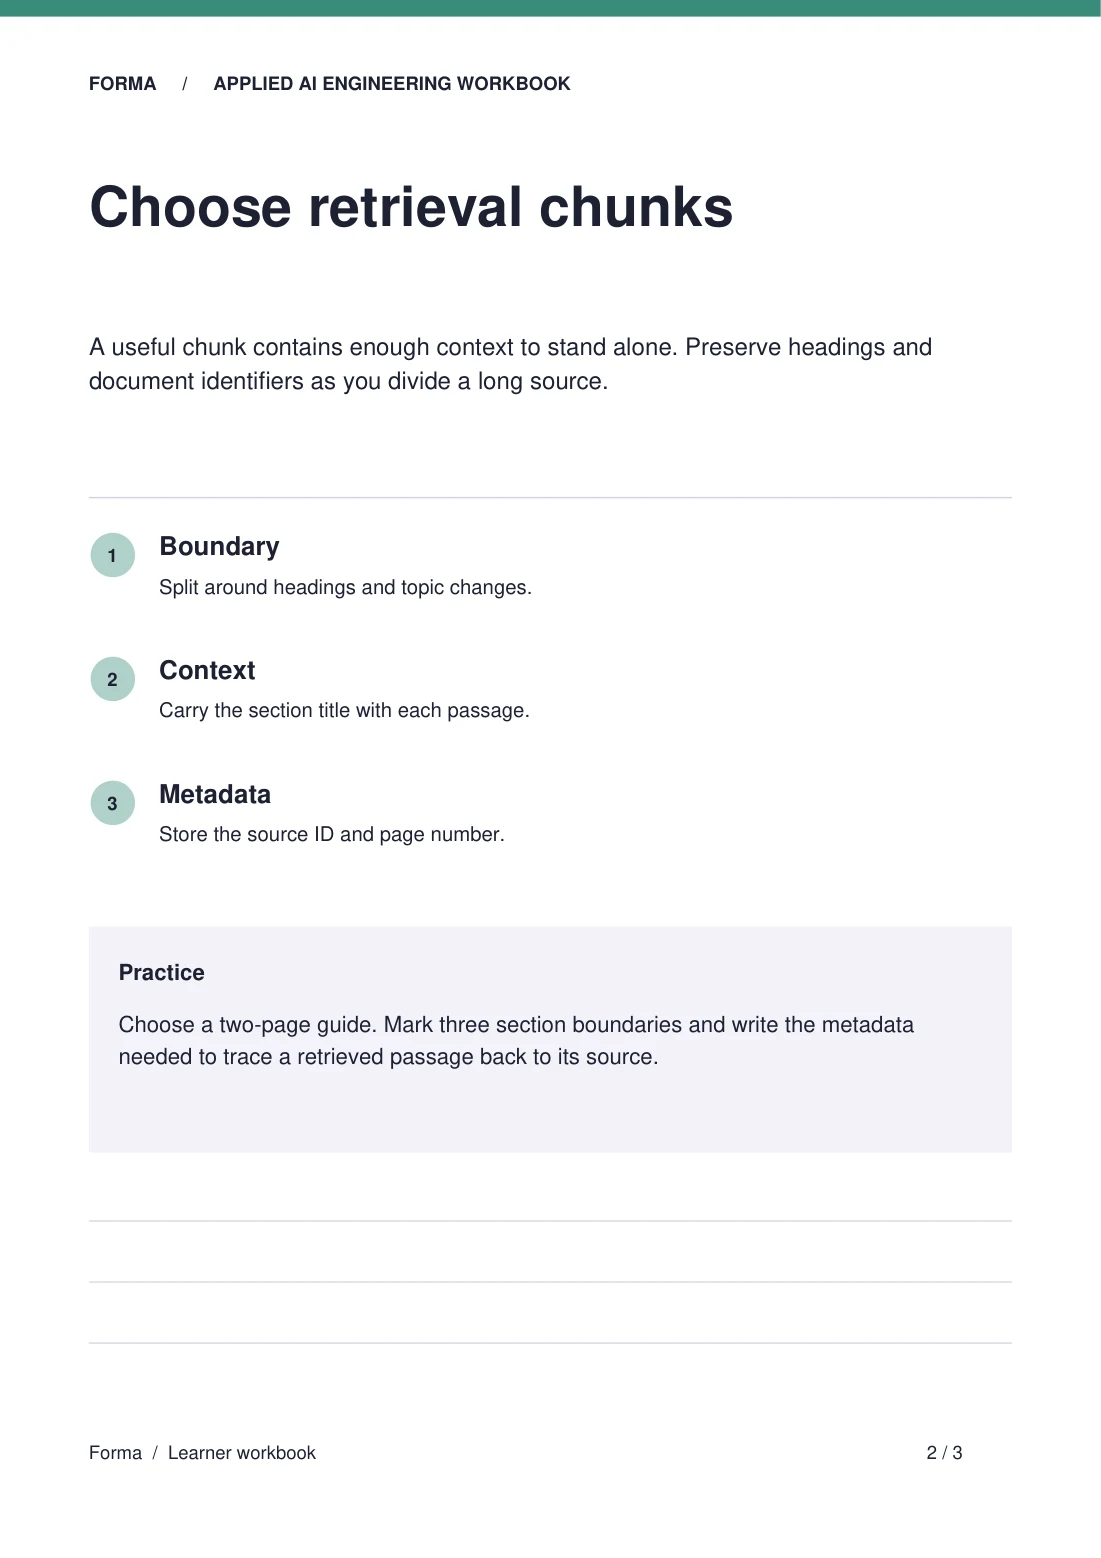 FORMA / APPLIED AI ENGINEERING WORKBOOK
Choose retrieval chunks
A useful chunk contains enough context to stand alone. Preserve headings and
document identifiers as you divide a long source.
1 Boundary
Split around headings and topic changes.
2 Context
Carry the section title with each passage.
3 Metadata
Store the source ID and page number.
Practice
Choose a two-page guide. Mark three section boundaries and write the metadata
needed to trace a retrieved passage back to its source.
Forma / Learner workbook 2 / 3